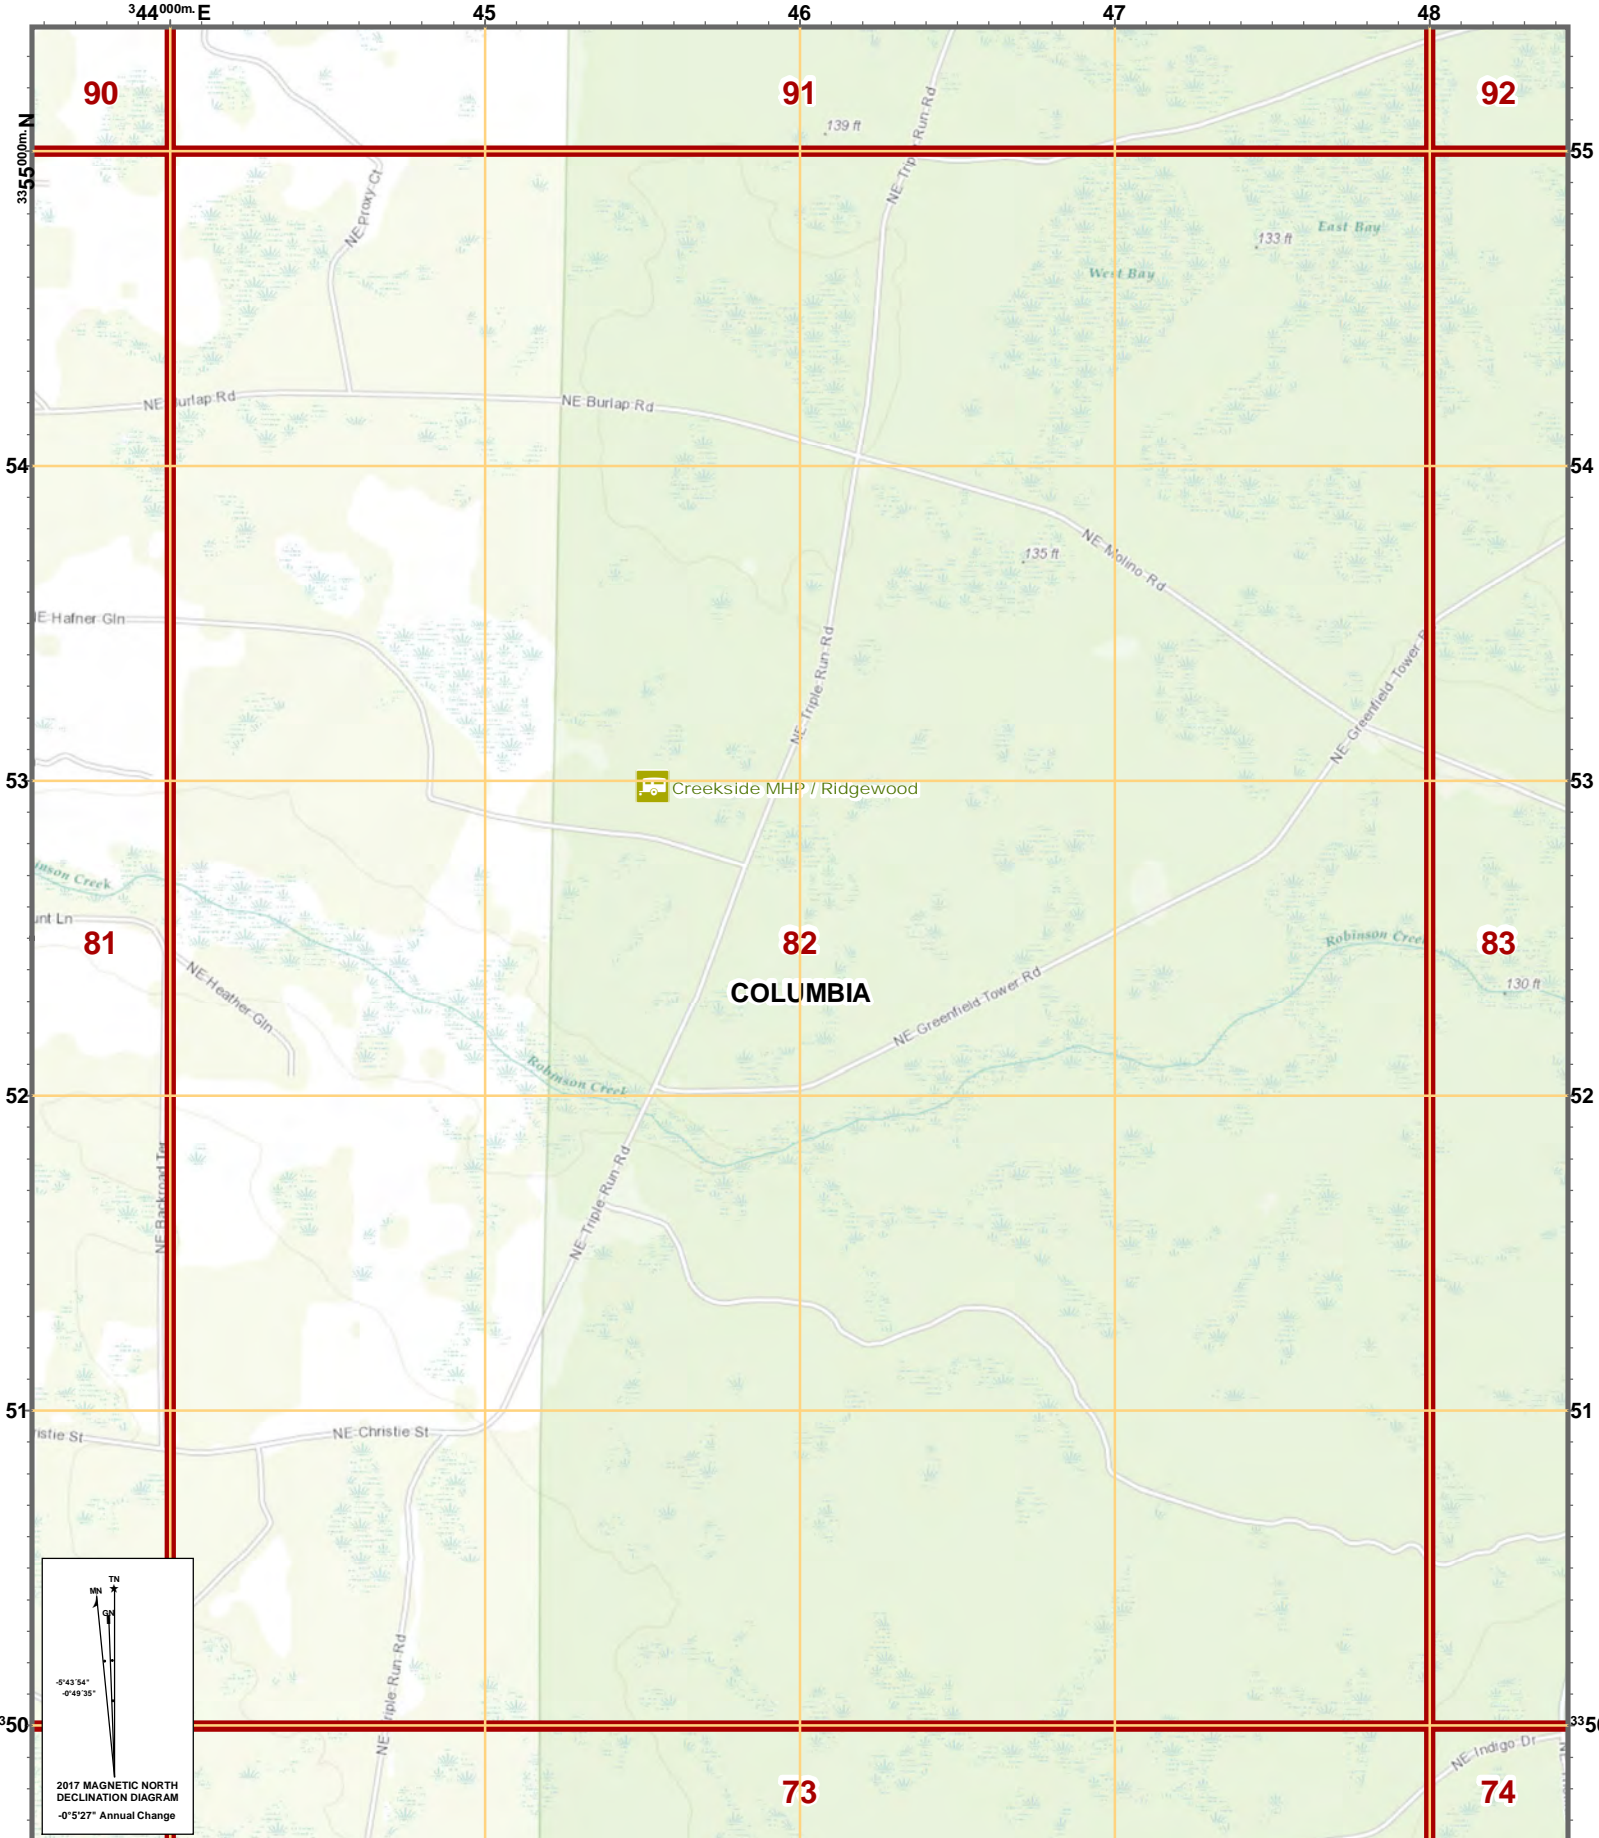 ³44⁰⁰⁰ᵐ·E 45 46 47 48
90 91 92
139 ft
NE Triple Run Rd
³³55⁰⁰⁰ᵐ·N 55
NE Proxy Ct
East Bay
133 ft
West Bay
NE Burlap Rd NE Burlap Rd
54 54
NE Molino Rd
135 ft
NE Hafner Gln
NE Triple Run Rd
NE Greenfield Tower R
53 53
Creekside MHP / Ridgewood
inson Creek
unt Ln
81 82 83
Robinson Creek
COLUMBIA
NE Heather Gln
NE Greenfield Tower Rd
130 ft
Robinson Creek
52 52
NE Backroad Ter
NE Triple Run Rd
51 51
ristie St NE Christie St
TN
MN
GN
-5°43'54"
-0°49'35"
NE Triple Run Rd
³³50 ³³50
2017 MAGNETIC NORTH
DECLINATION DIAGRAM
-0°5'27" Annual Change
73 74
NE Indigo Dr